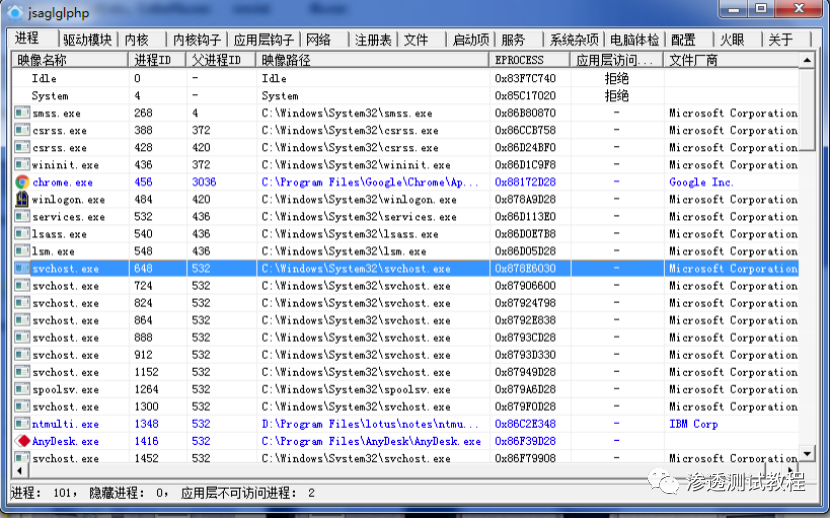 jsaglglphp
进程 驱动模块 内核 内核钩子 应用层钩子 网络 注册表 文件 启动项 服务 系统杂项 电脑体检 配置 火眼 关于
映像名称 进程ID 父进程ID 映像路径 EPROCESS 应用层访问... 文件厂商
Idle 0 - Idle 0x83F7C740 拒绝
System 4 - System 0x85C17020 拒绝
smss.exe 268 4 C:\Windows\System32\smss.exe 0x86B80870 - Microsoft Corporation
csrss.exe 388 372 C:\Windows\System32\csrss.exe 0x86CCB758 - Microsoft Corporation
csrss.exe 428 420 C:\Windows\System32\csrss.exe 0x86D24BF0 - Microsoft Corporation
wininit.exe 436 372 C:\Windows\System32\wininit.exe 0x86D1C9F8 - Microsoft Corporation
chrome.exe 456 3036 C:\Program Files\Google\Chrome\Ap... 0x88172D28 - Google Inc.
winlogon.exe 484 420 C:\Windows\System32\winlogon.exe 0x878A9D28 - Microsoft Corporation
services.exe 532 436 C:\Windows\System32\services.exe 0x86D113E0 - Microsoft Corporation
lsass.exe 540 436 C:\Windows\System32\lsass.exe 0x86D0E7B8 - Microsoft Corporation
lsm.exe 548 436 C:\Windows\System32\lsm.exe 0x86D05D28 - Microsoft Corporation
svchost.exe 648 532 C:\Windows\System32\svchost.exe 0x878E6030 - Microsoft Corporation
svchost.exe 724 532 C:\Windows\System32\svchost.exe 0x87906600 - Microsoft Corporation
svchost.exe 824 532 C:\Windows\System32\svchost.exe 0x87924798 - Microsoft Corporation
svchost.exe 864 532 C:\Windows\System32\svchost.exe 0x8792E838 - Microsoft Corporation
svchost.exe 888 532 C:\Windows\System32\svchost.exe 0x8793CD28 - Microsoft Corporation
svchost.exe 912 532 C:\Windows\System32\svchost.exe 0x8793D330 - Microsoft Corporation
svchost.exe 1152 532 C:\Windows\System32\svchost.exe 0x87949D28 - Microsoft Corporation
spoolsv.exe 1264 532 C:\Windows\System32\spoolsv.exe 0x879A6D28 - Microsoft Corporation
svchost.exe 1300 532 C:\Windows\System32\svchost.exe 0x879F0D28 - Microsoft Corporation
ntmulti.exe 1348 532 D:\Program Files\lotus\notes\ntmu... 0x86C2E348 - IBM Corp
AnyDesk.exe 1416 532 C:\Program Files\AnyDesk\AnyDesk.exe 0x86F39D28 -
svchost.exe 1452 532 C:\Windows\System32\svchost.exe 0x86F79908 - Microsoft Corporation
进程： 101， 隐藏进程： 0， 应用层不可访问进程： 2
渗透测试教程